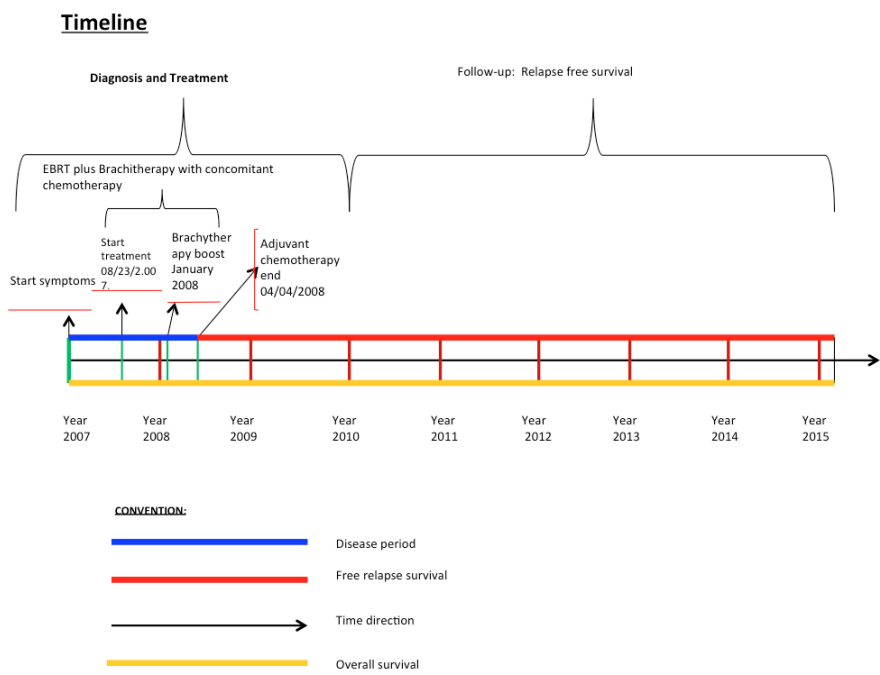 Timeline
Diagnosis and Treatment
Follow-up:  Relapse free survival
EBRT plus Brachitherapy with concomitant
chemotherapy
Start
treatment
08/23/2.00
7.
Brachyther
apy boost
January
2008
Adjuvant
chemotherapy
end
04/04/2008
Start symptoms
Year
2007
Year
2008
Year
2009
Year
2010
Year
2011
Year
2012
Year
2013
Year
2014
Year
2015
CONVENTION:
Disease period
Free relapse survival
Time direction
Overall survival